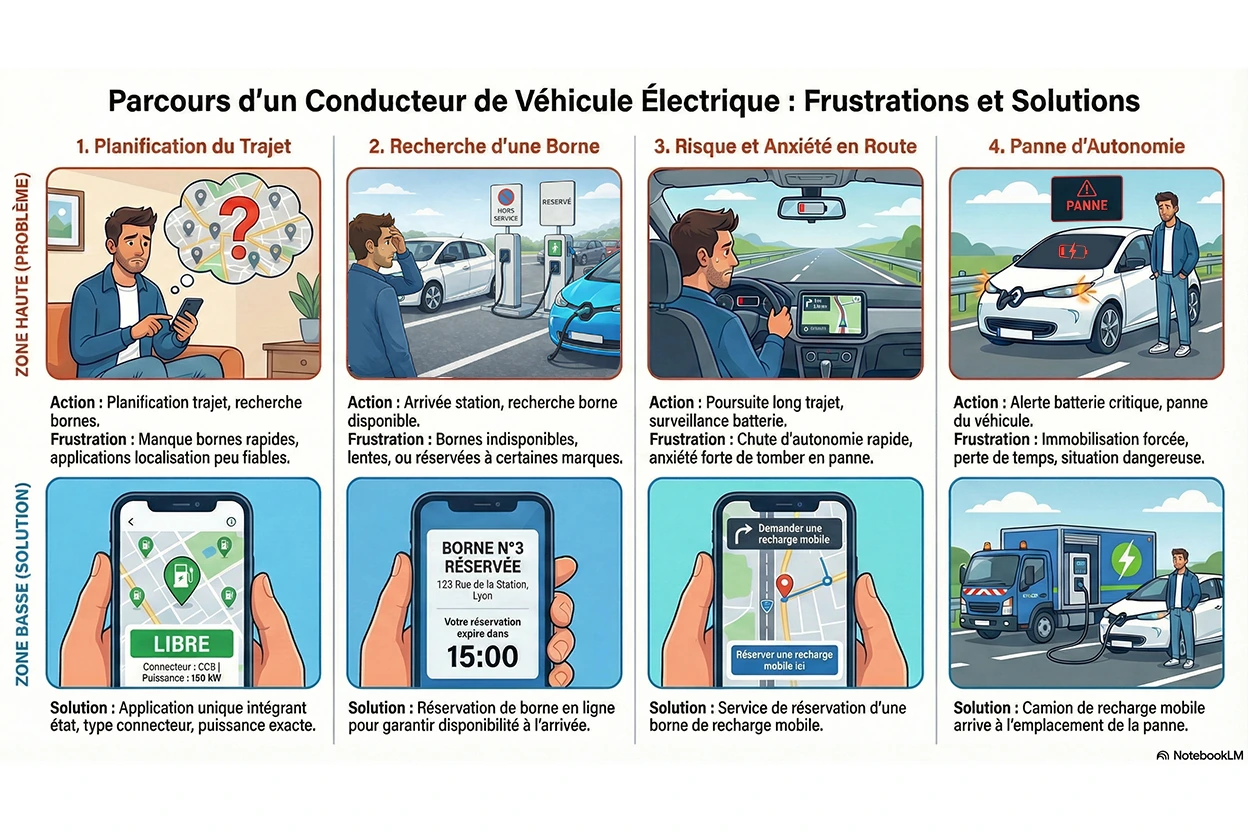 Parcours d'un Conducteur de Véhicule Électrique : Frustrations et Solutions
ZONE HAUTE (PROBLÈME)
1. Planification du Trajet
?
Action : Planification trajet, recherche
bornes.
Frustration : Manque bornes rapides,
applications localisation peu fiables.
2. Recherche d'une Borne
HORS
SERVICE
RESERVÉ
Action : Arrivée station, recherche borne
disponible.
Frustration : Bornes indisponibles,
lentes, ou réservées à certaines marques.
3. Risque et Anxiété en Route
Action : Poursuite long trajet,
surveillance batterie.
Frustration : Chute d'autonomie rapide,
anxiété forte de tomber en panne.
4. Panne d'Autonomie
PANNE
Action : Alerte batterie critique, panne
du véhicule.
Frustration : Immobilisation forcée,
perte de temps, situation dangereuse.
ZONE BASSE (SOLUTION)
LIBRE
Connecteur : CCB |
Puissance : 150 kW
Solution : Application unique intégrant
état, type connecteur, puissance exacte.
BORNE N°3
RÉSERVÉE
123 Rue de la Station,
Lyon
Votre réservation
expire dans
15:00
Solution : Réservation de borne en ligne
pour garantir disponibilité à l'arrivée.
Demander une
recharge mobile
Réserver une recharge
mobile ici
Solution : Service de réservation d'une
borne de recharge mobile.
Solution : Camion de recharge mobile
arrive à l'emplacement de la panne.
NotebookLM